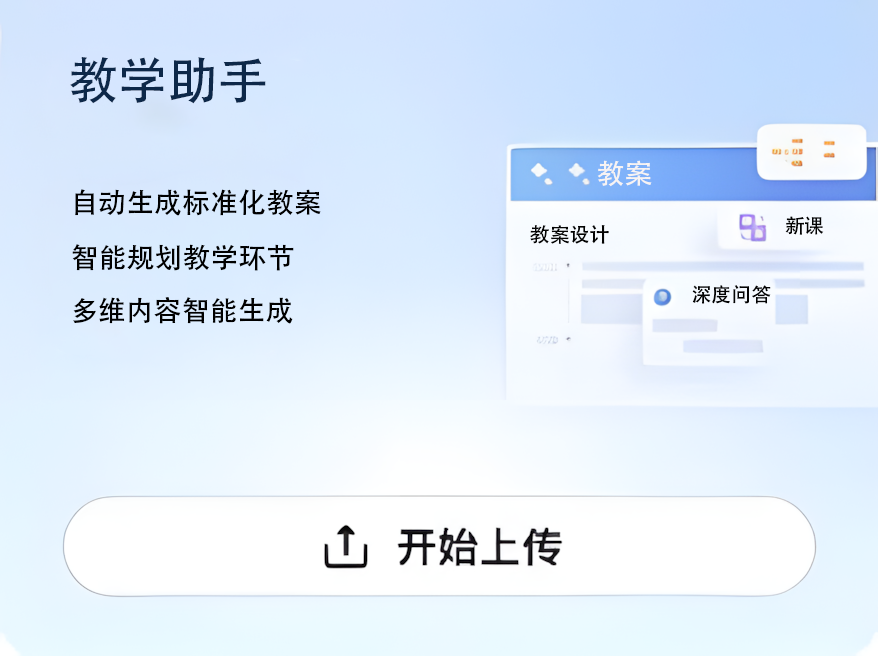 教学助手
自动生成标准化教案
智能规划教学环节
多维内容智能生成
教案
教案设计
新课
深度问答
开始上传